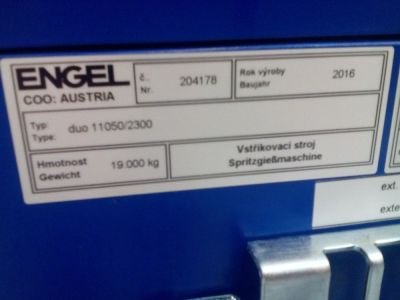 ENGEL
COO: AUSTRIA
č.. 204178
Nr.
Rok výroby 2016
Baujahr
Typ: duo 11050/2300
Type:
Hmotnost 19.000 kg
Gewicht
Vstřikovací stroj
Spritzgießmaschine
ext.
exte